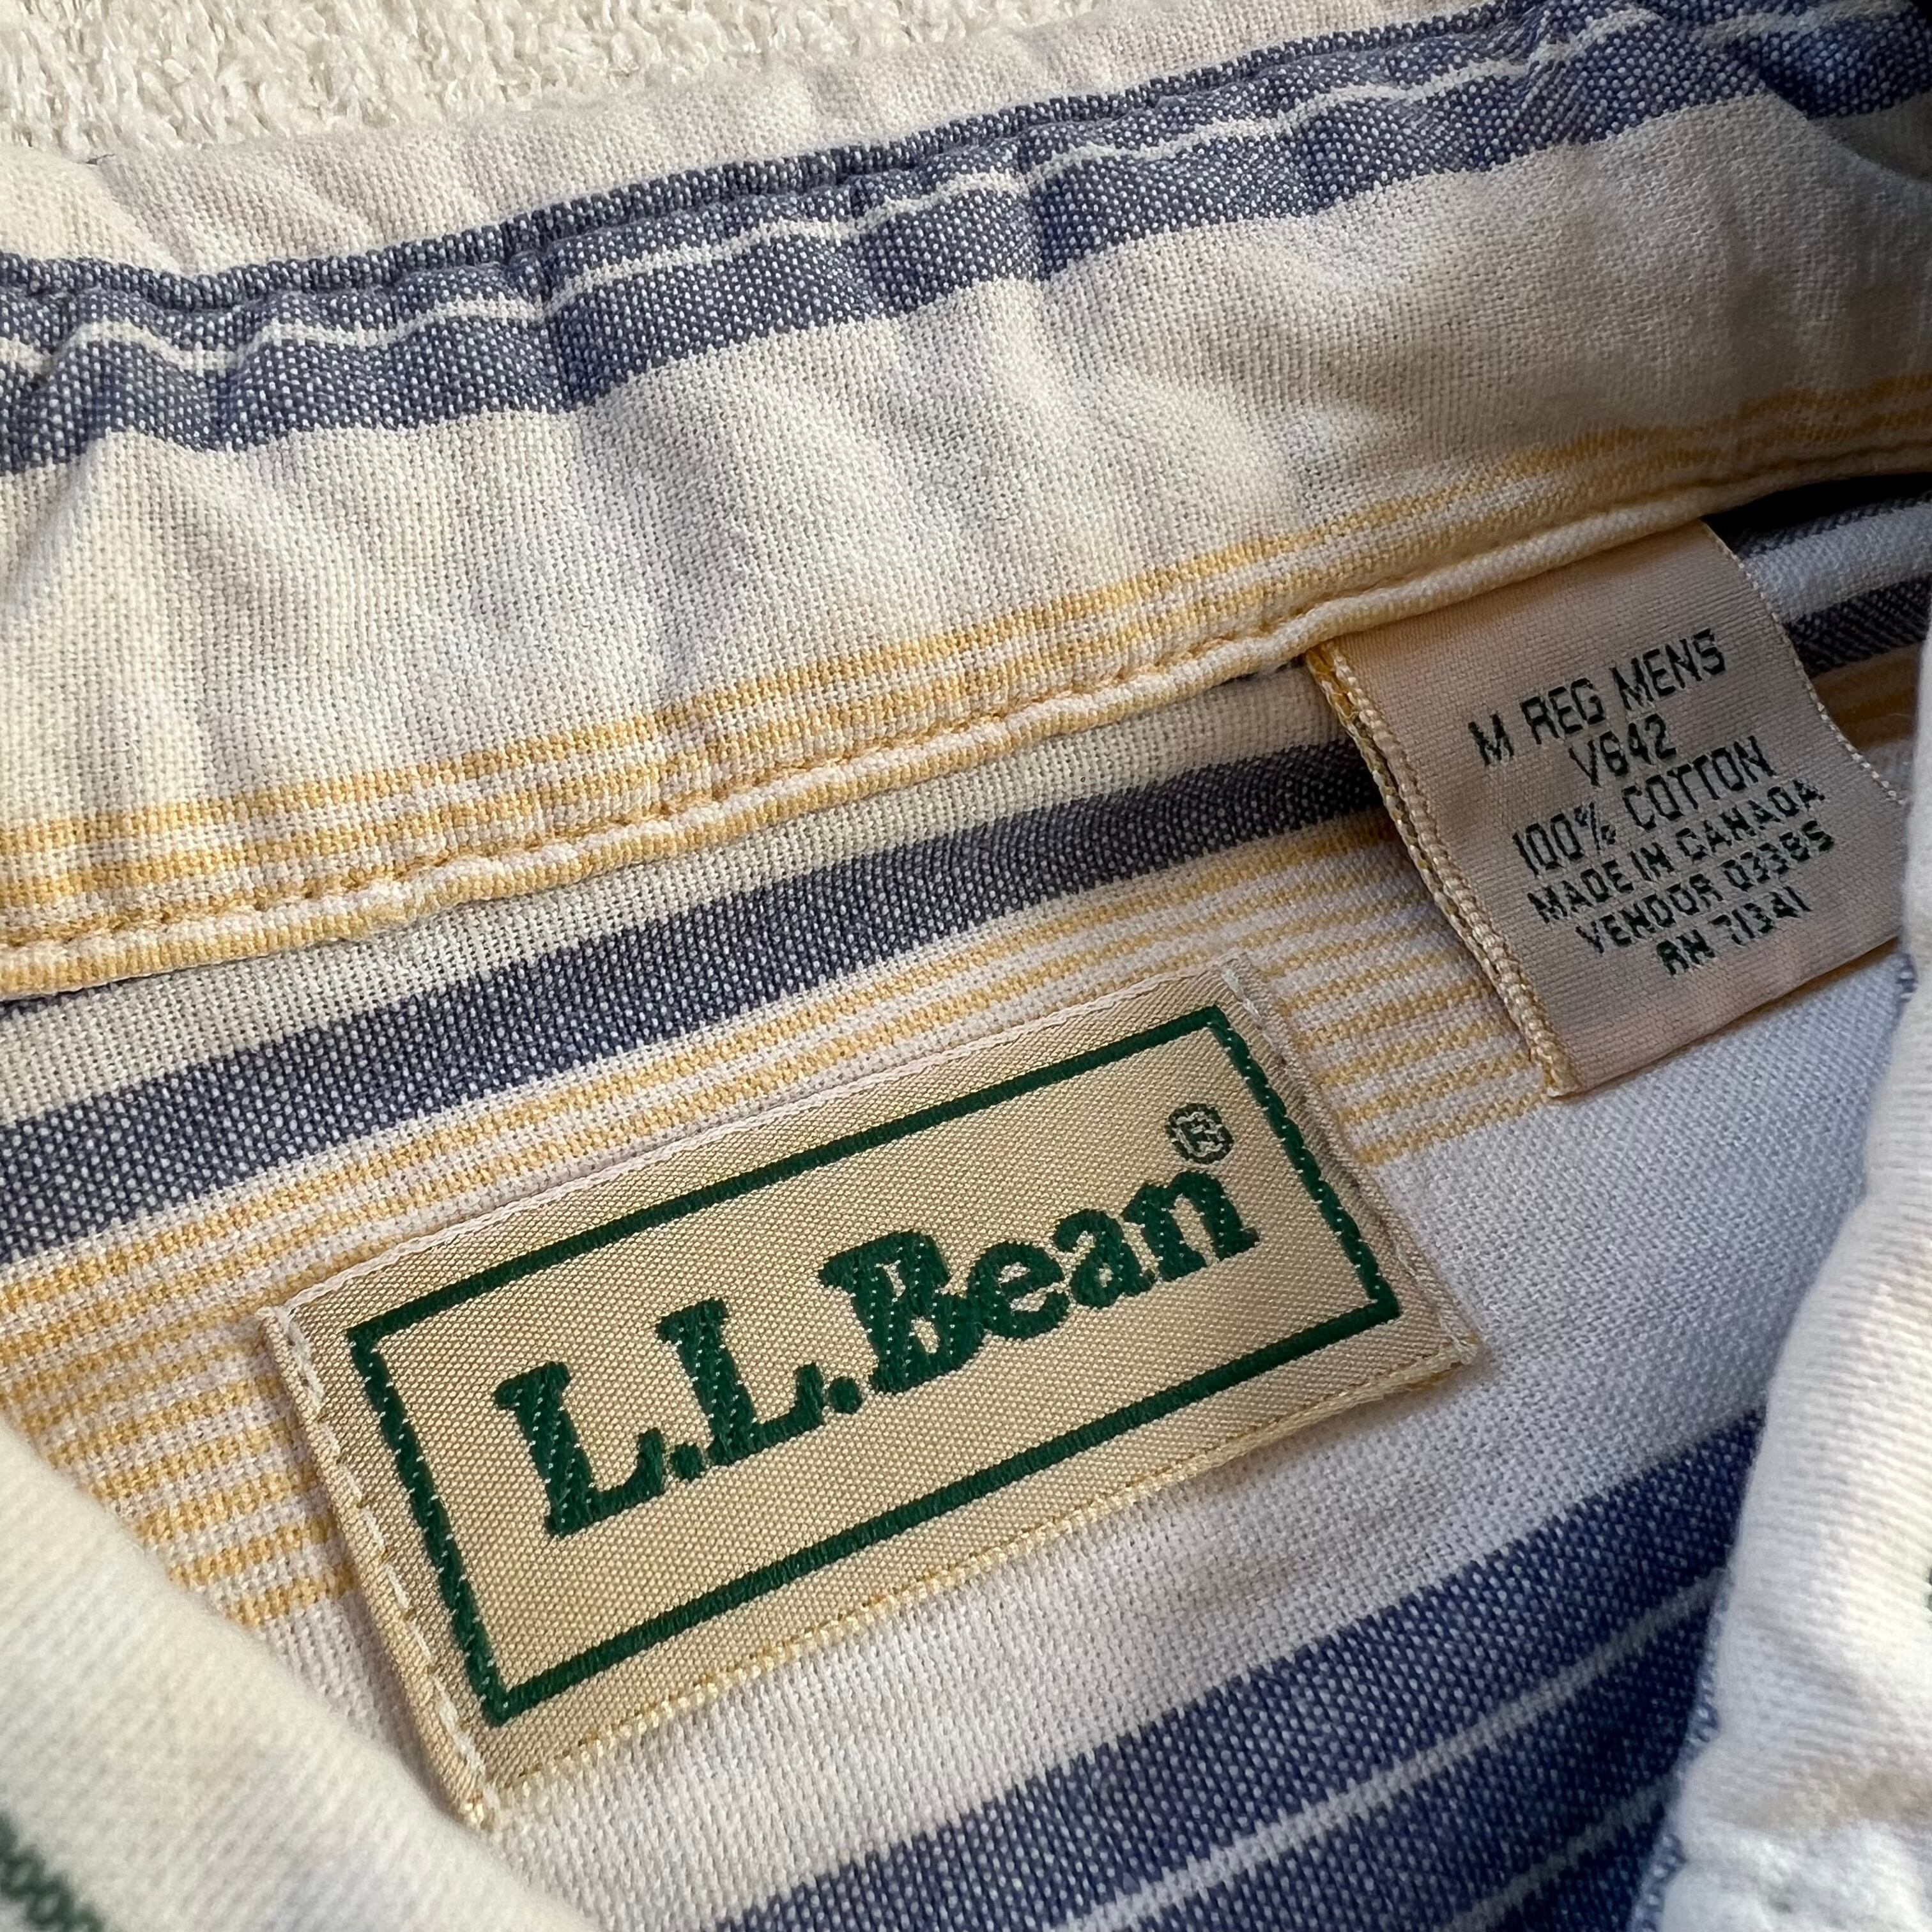 M REG MENS
V642
100% COTTON
MADE IN CANADA
VENDOR 03385
RN 71341
L.L.Bean®